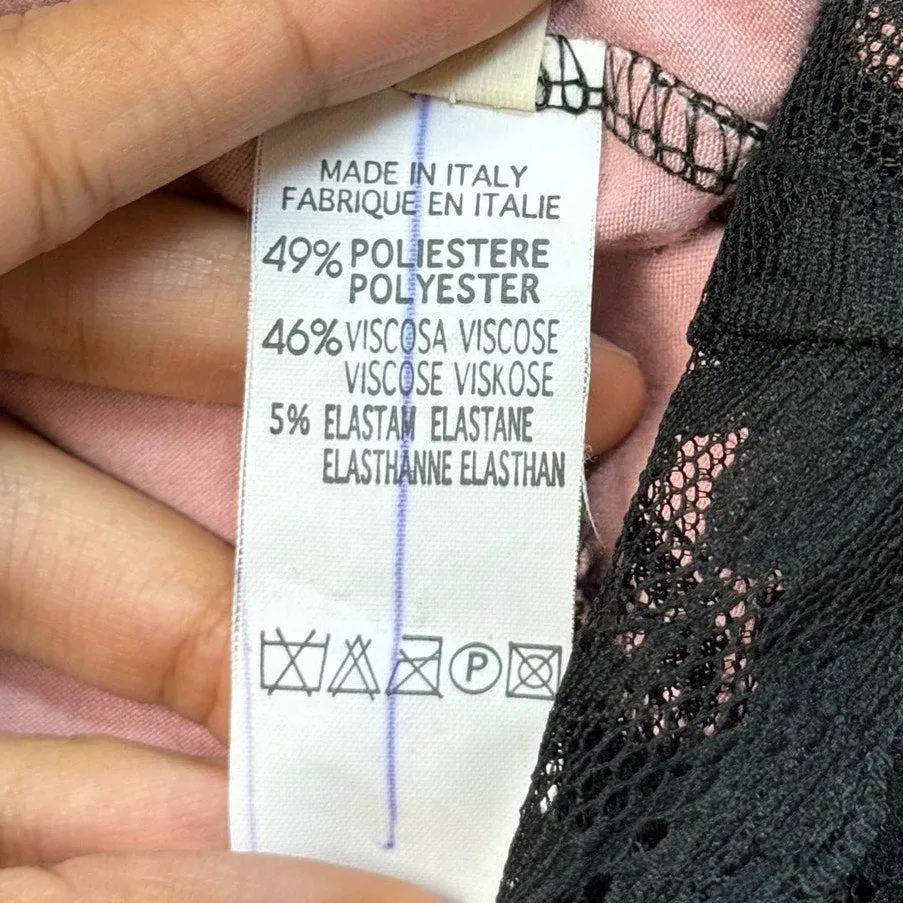 MADE IN ITALY
FABRIQUE EN ITALIE
49% POLIESTERE
POLYESTER
46% VISCOSA VISCOSE
VISCOSE VISKOSE
5% ELASTAM ELASTANE
ELASTHANNE ELASTHAN
P